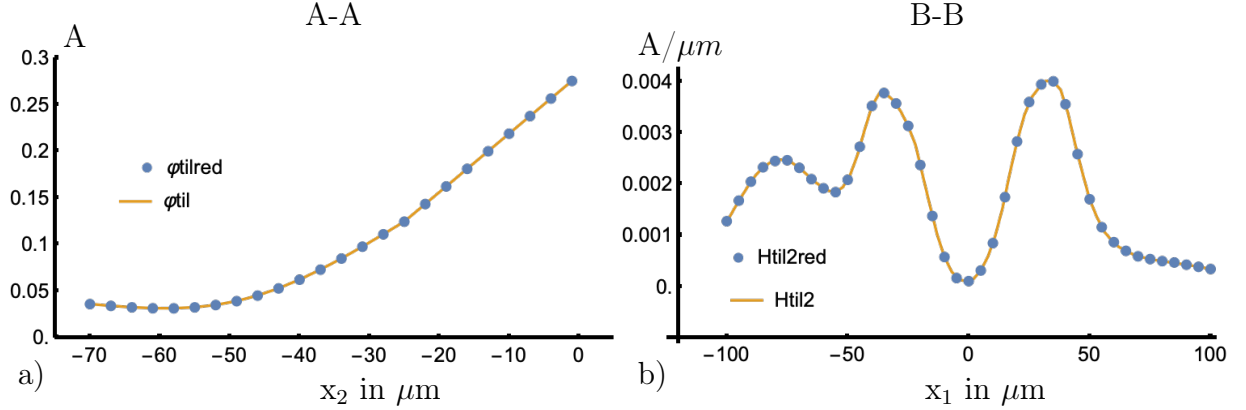 A-A
A
0.3
0.25
0.2
0.15
0.1
0.05
0.
φtilred
φtil
−70 −60 −50 −40 −30 −20 −10 0
a)
x₂ in μm
B-B
A/μm
0.004
0.003
0.002
0.001
0.
Htil2red
Htil2
−100 −50 0 50 100
b)
x₁ in μm